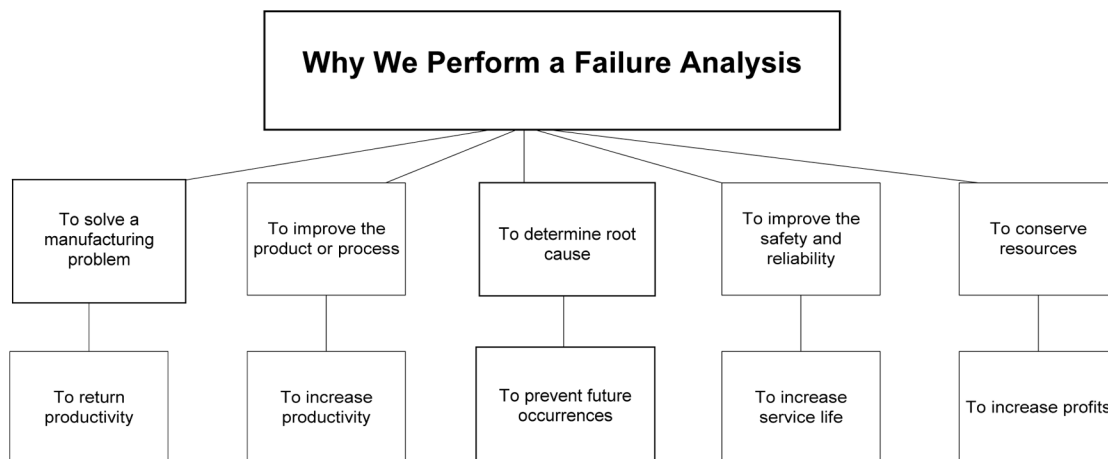 Why We Perform a Failure Analysis
To solve a
manufacturing
problem
To improve the
product or process
To determine root
cause
To improve the
safety and
reliability
To conserve
resources
To return
productivity
To increase
productivity
To prevent future
occurrences
To increase
service life
To increase profits